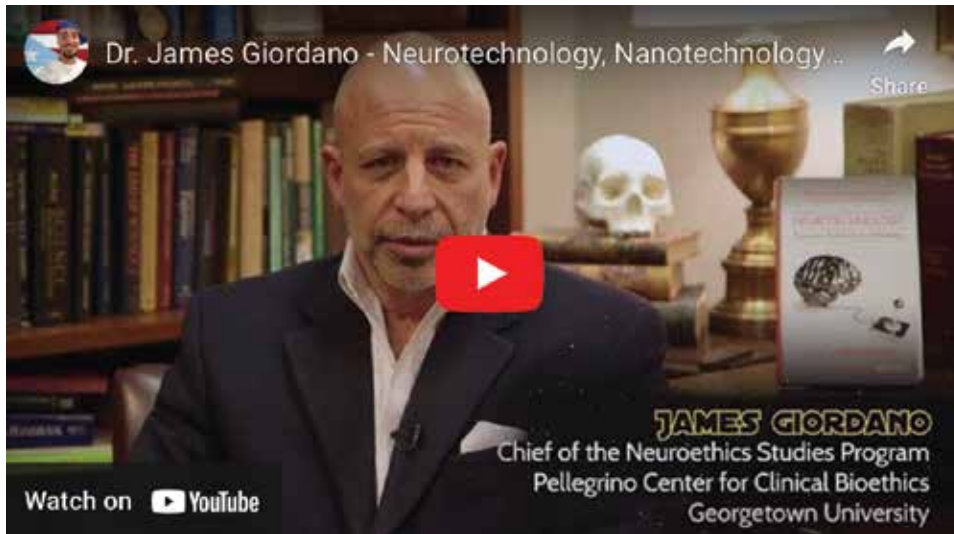 Dr. James Giordano - Neurotechnology, Nanotechnology...
Share
JAMES GIORDANO
Chief of the Neuroethics Studies Program
Pellegrino Center for Clinical Bioethics
Georgetown University
Watch on YouTube